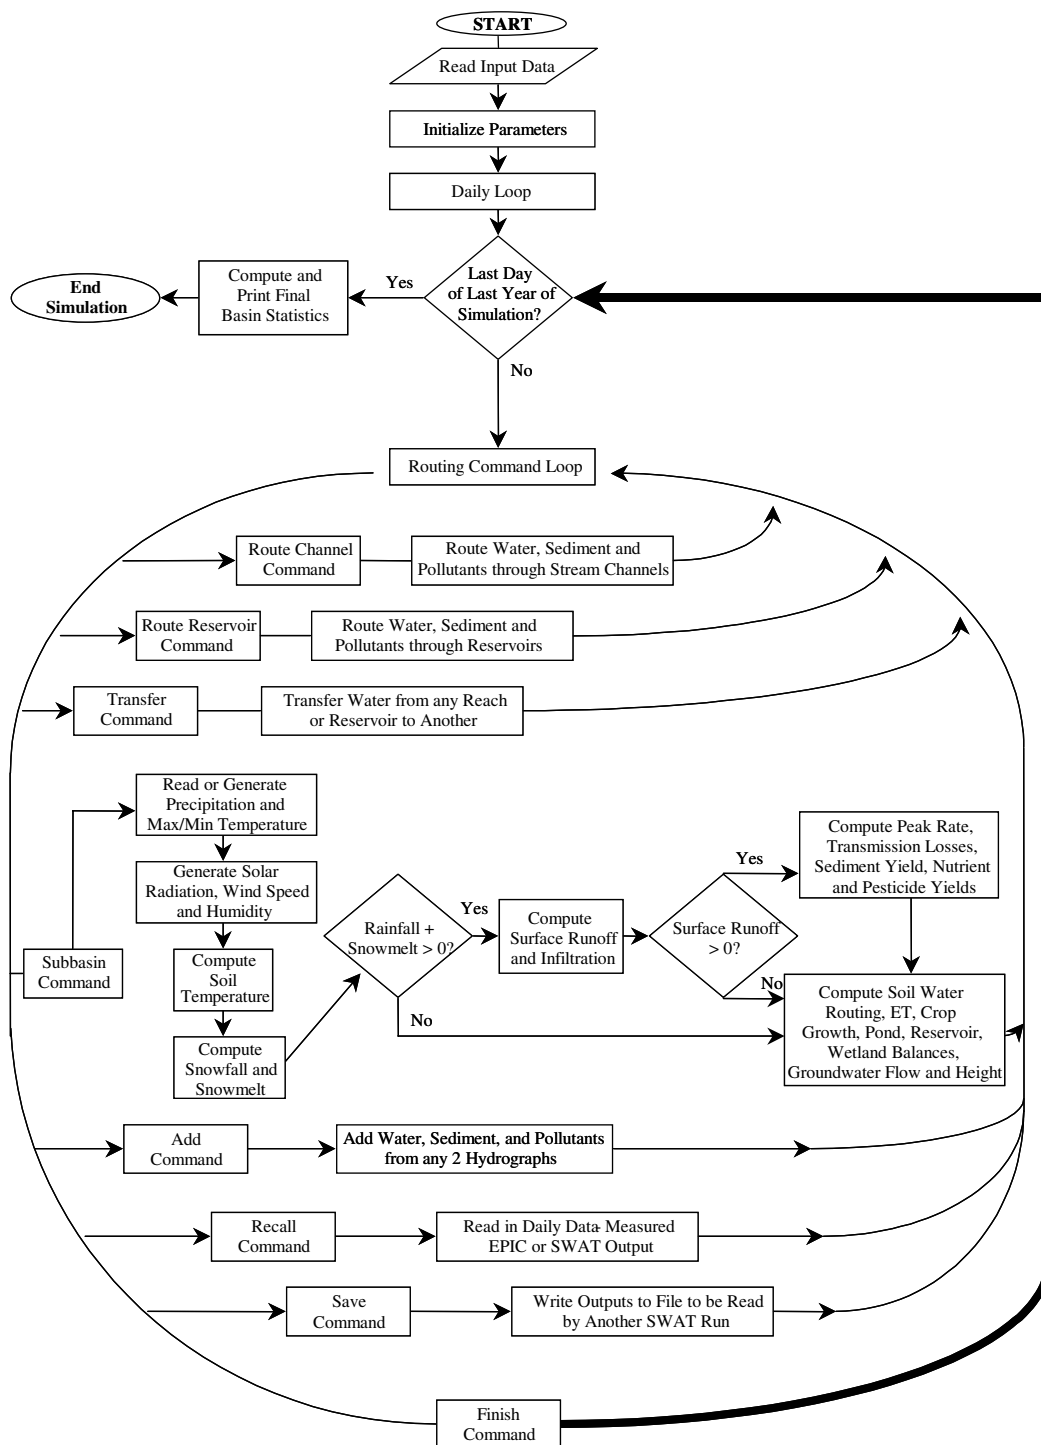 START
Read Input Data
Initialize Parameters
Daily Loop
Last Day
of Last Year of
Simulation?
Yes
Compute and
Print Final
Basin Statistics
End
Simulation
No
Routing Command Loop
Route Channel
Command
Route Water, Sediment and
Pollutants through Stream Channels
Route Reservoir
Command
Route Water, Sediment and
Pollutants through Reservoirs
Transfer
Command
Transfer Water from any Reach
or Reservoir to Another
Subbasin
Command
Read or Generate
Precipitation and
Max/Min Temperature
Generate Solar
Radiation, Wind Speed
and Humidity
Compute
Soil
Temperature
Compute
Snowfall and
Snowmelt
Rainfall +
Snowmelt > 0?
Yes
No
Compute
Surface Runoff
and Infiltration
Surface Runoff
> 0?
Yes
No
Compute Peak Rate,
Transmission Losses,
Sediment Yield, Nutrient
and Pesticide Yields
Compute Soil Water
Routing, ET, Crop
Growth, Pond, Reservoir,
Wetland Balances,
Groundwater Flow and Height
Add
Command
Add Water, Sediment, and Pollutants
from any 2 Hydrographs
Recall
Command
Read in Daily Data- Measured
EPIC or SWAT Output
Save
Command
Write Outputs to File to be Read
by Another SWAT Run
Finish
Command